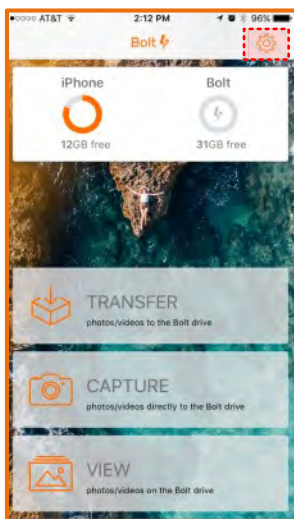 AT&T 2:12 PM 96%
Bolt
iPhone Bolt
12GB free 31GB free
TRANSFER
photos/videos to the Bolt drive
CAPTURE
photos/videos directly to the Bolt drive
VIEW
photos/videos on the Bolt drive